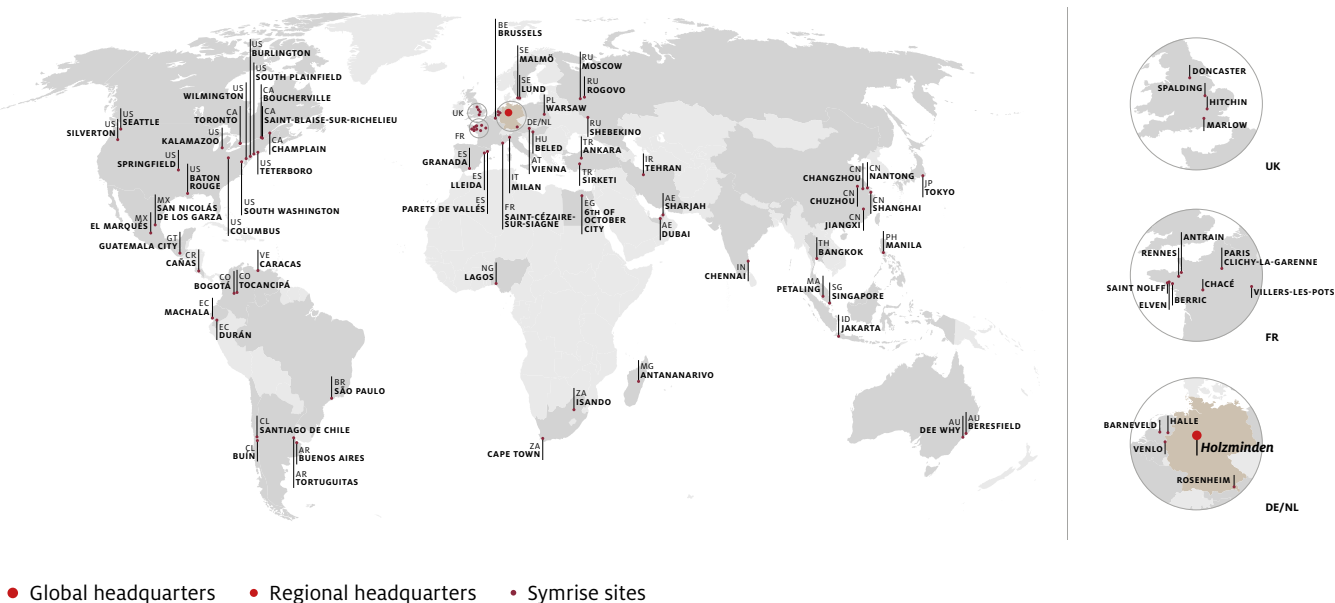 BE
BRUSSELS
US
BURLINGTON
SE
MALMÖ
RU
MOSCOW
US
SOUTH PLAINFIELD
US
WILMINGTON
CA
BOUCHERVILLE
SE
LUND
RU
ROGOVO
PL
WARSAW
US
SEATTLE
US
SILVERTON
CA
TORONTO
CA
SAINT-BLAISE-SUR-RICHELIEU
UK
DE/NL
RU
SHEBEKINO
US
KALAMAZOO
CA
CHAMPLAIN
FR
HU
BELED
TR
ANKARA
US
SPRINGFIELD
US
TETERBORO
ES
GRANADA
AT
VIENNA
IR
TEHRAN
CN
CHANGZHOU
CN
NANTONG
US
BATON
ROUGE
ES
LLEIDA
IT
MILAN
TR
SIRKETI
JP
TOKYO
MX
SAN NICOLÁS
DE LOS GARZA
US
SOUTH WASHINGTON
ES
PARETS DE VALLÉS
FR
SAINT-CÉZAIRE-
SUR-SIAGNE
EG
6TH OF
OCTOBER
CITY
AE
SHARJAH
CN
CHUZHOU
CN
SHANGHAI
MX
EL MARQUÉS
US
COLUMBUS
AE
DUBAI
CN
JIANGXI
GT
GUATEMALA CITY
TH
BANGKOK
PH
MANILA
CR
CAÑAS
VE
CARACAS
NG
LAGOS
IN
CHENNAI
CO
BOGOTÁ
CO
TOCANCIPÁ
MA
PETALING
SG
SINGAPORE
EC
MACHALA
ID
JAKARTA
EC
DURÁN
MG
ANTANANARIVO
BR
SÃO PAULO
ZA
ISANDO
CL
SANTIAGO DE CHILE
AU
DEE WHY
AU
BERESFIELD
CL
BUÍN
AR
BUENOS AIRES
ZA
CAPE TOWN
AR
TORTUGUITAS
DONCASTER
SPALDING
HITCHIN
MARLOW
UK
ANTRAIN
RENNES
PARIS
CLICHY-LA-GARENNE
SAINT NOLFF
CHACÉ
VILLERS-LES-POTS
ELVEN
BERRIC
FR
BARNEVELD
HALLE
VENLO
Holzminden
ROSENHEIM
DE/NL
Global headquarters
Regional headquarters
Symrise sites